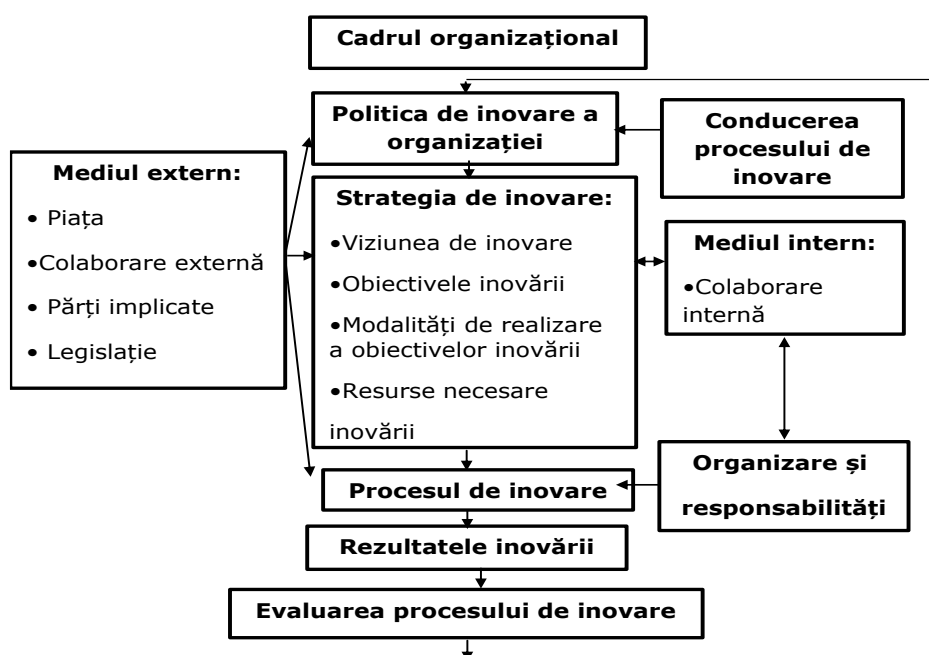 Cadrul organizațional
Politica de inovare a
organizației
Conducerea
procesului de
inovare
Mediul extern:
• Piața
•Colaborare externă
• Părți implicate
• Legislație
Strategia de inovare:
•Viziunea de inovare
•Obiectivele inovării
•Modalități de realizare
a obiectivelor inovării
•Resurse necesare
inovării
Mediul intern:
•Colaborare
internă
Organizare și
responsabilități
Procesul de inovare
Rezultatele inovării
Evaluarea procesului de inovare